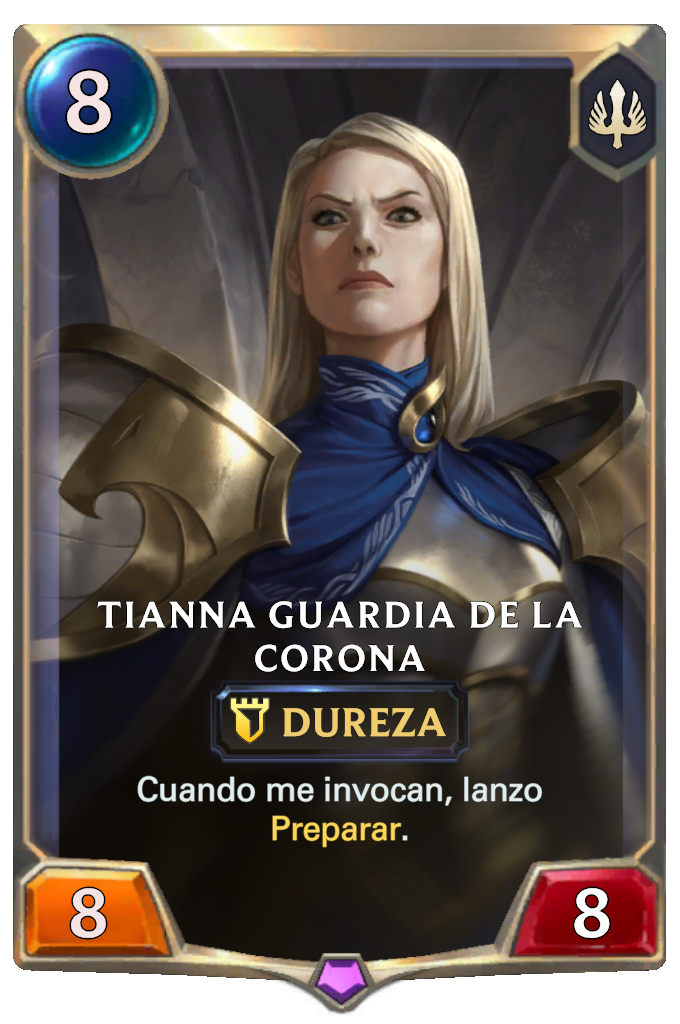 8
TIANNA GUARDIA DE LA
CORONA
DUREZA
Cuando me invocan, lanzo
Preparar.
8
8